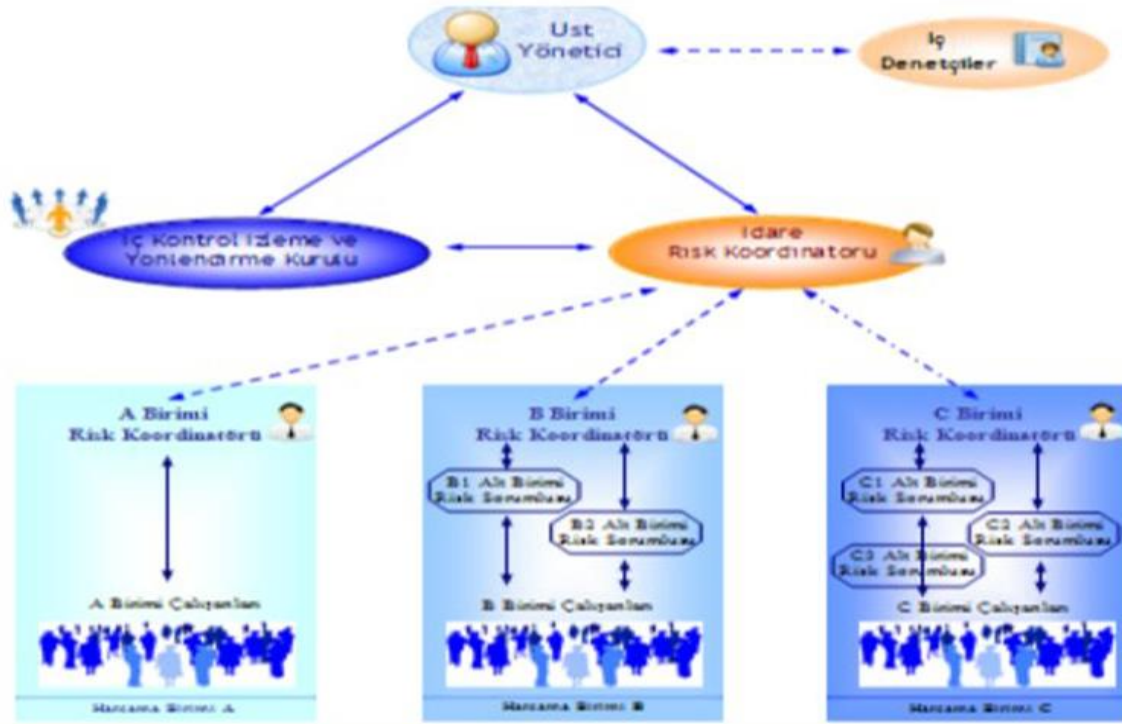 Üst
Yönetici
İç
Denetçiler
İç Kontrol İzleme ve
Yönlendirme Kurulu
İdare
Risk Koordinatörü
A Birimi
Risk Koordinatörü
B Birimi
Risk Koordinatörü
C Birimi
Risk Koordinatörü
B1 Alt Birimi
Risk Sorumlusu
B2 Alt Birimi
Risk Sorumlusu
C1 Alt Birimi
Risk Sorumlusu
C2 Alt Birimi
Risk Sorumlusu
C3 Alt Birimi
Risk Sorumlusu
A Birimi Çalışanları
B Birimi Çalışanları
C Birimi Çalışanları
Harcama Birimi A
Harcama Birimi B
Harcama Birimi C